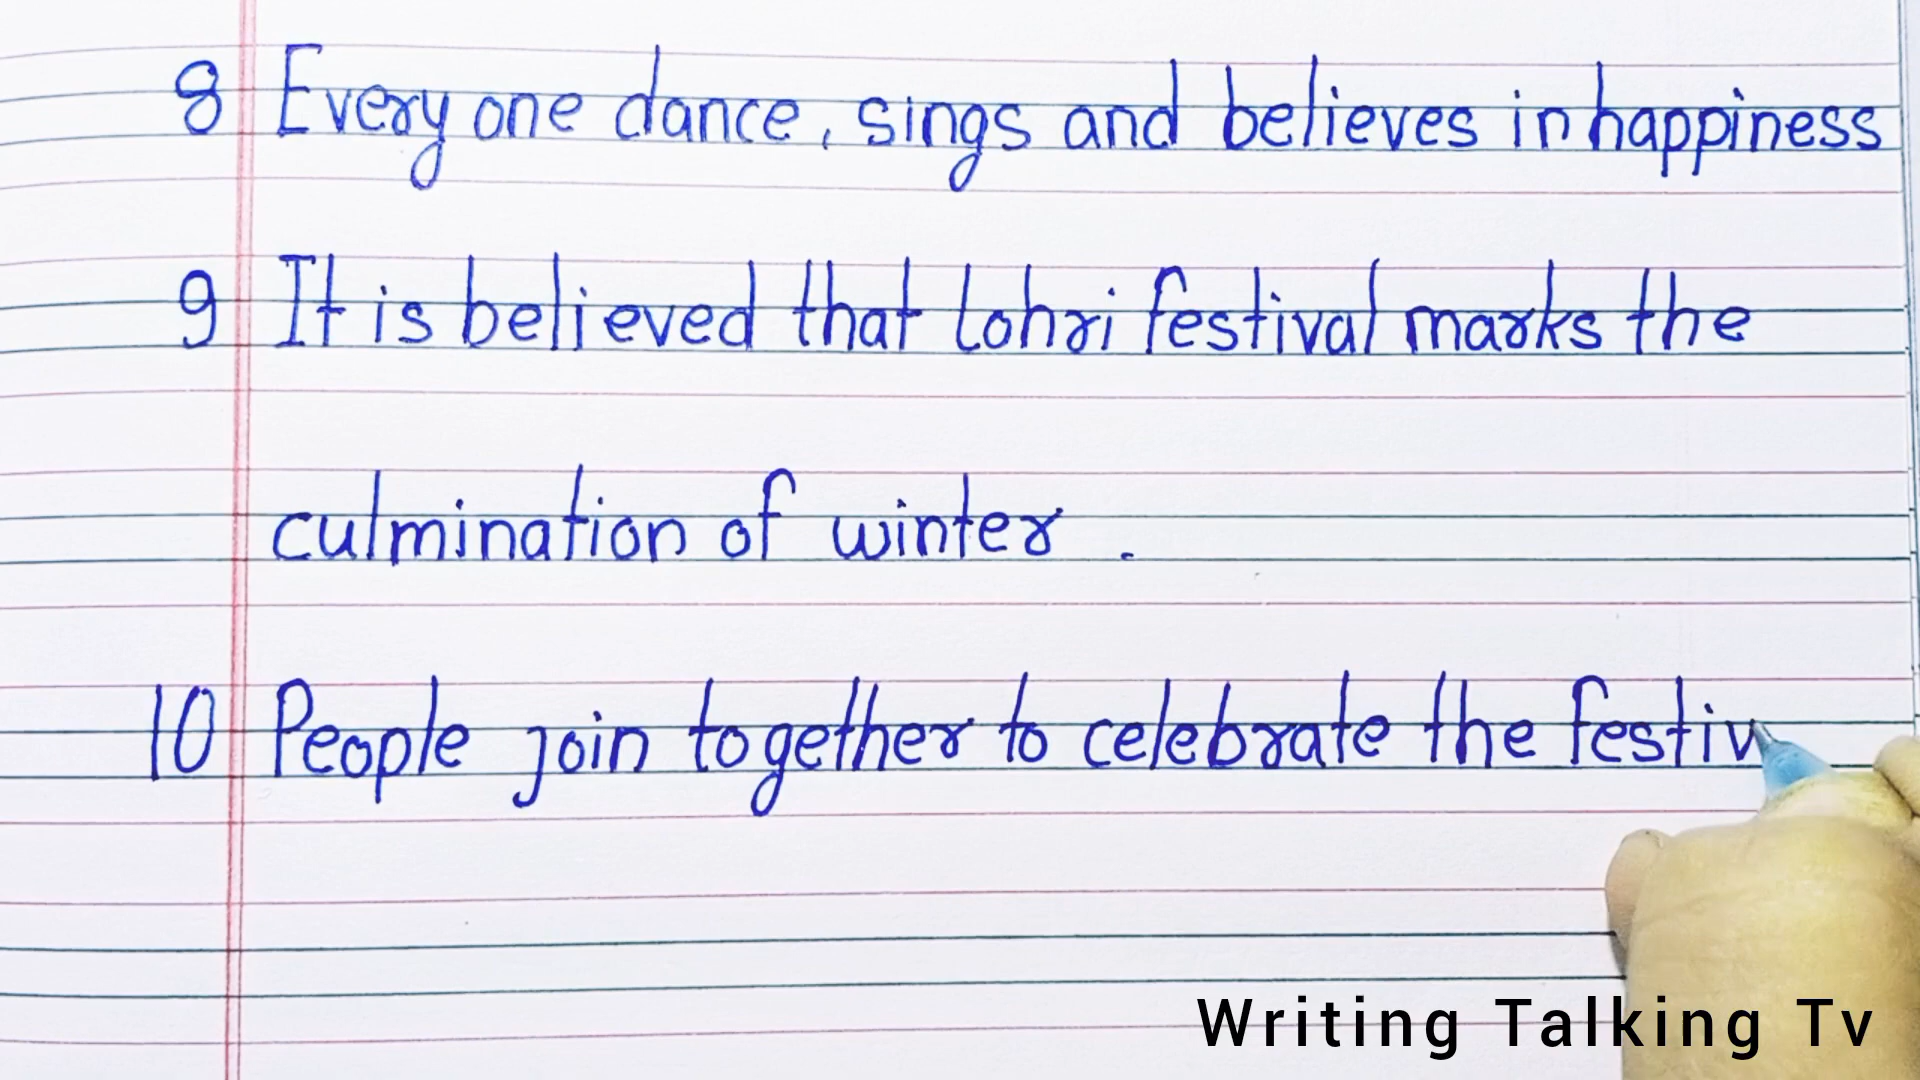 8 Every one dance, sings and believes in happiness
9 It is believed that Lohri festival marks the
culmination of winter .
10 People join together to celebrate the festiv
Writing Talking Tv